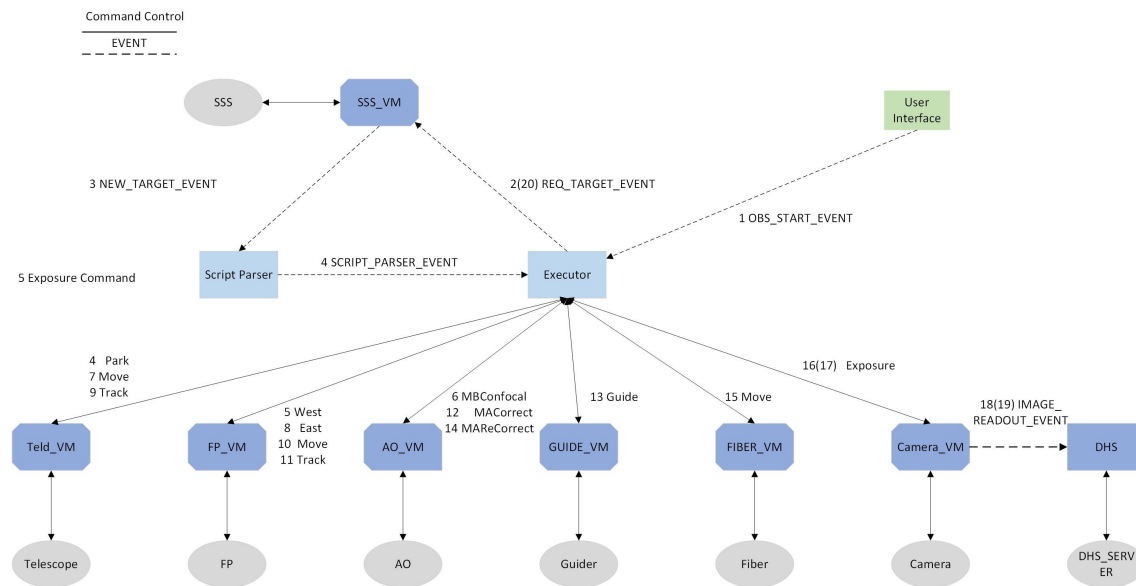 Command Control
EVENT
SSS
SSS_VM
User
Interface
3 NEW_TARGET_EVENT
2(20) REQ_TARGET_EVENT
1 OBS_START_EVENT
5 Exposure Command
Script Parser
4 SCRIPT_PARSER_EVENT
Executor
4 Park
7 Move
9 Track
5 West
8 East
10 Move
11 Track
6 MBConfocal
12 MACorrect
14 MAReCorrect
13 Guide
15 Move
16(17) Exposure
18(19) IMAGE_
READOUT_EVENT
Teld_VM
FP_VM
AO_VM
GUIDE_VM
FIBER_VM
Camera_VM
DHS
Telescope
FP
AO
Guider
Fiber
Camera
DHS_SERV
ER